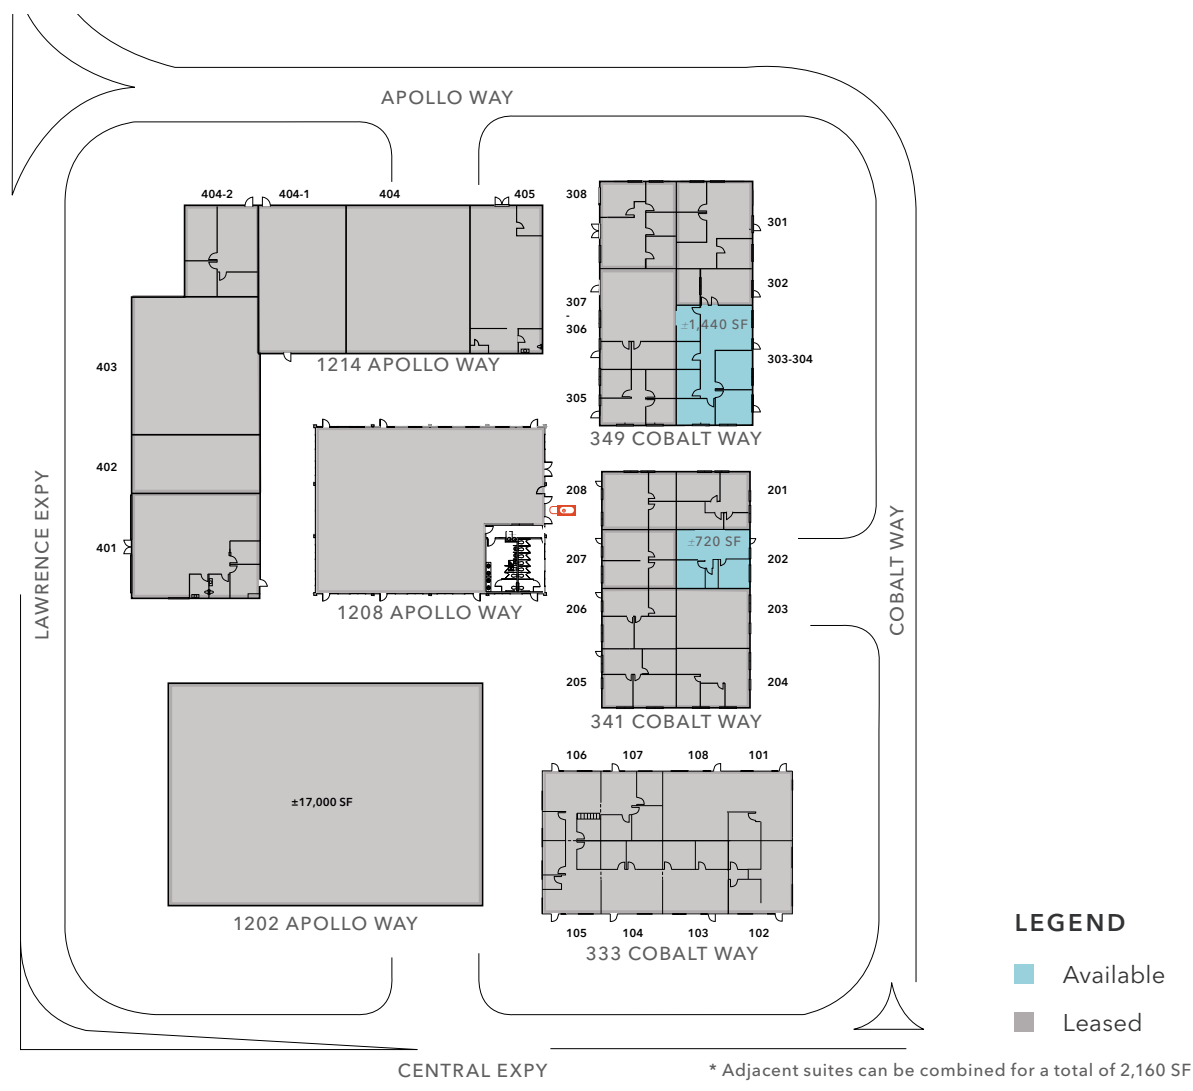 APOLLO WAY
404-2
404-1
404
405
308
301
302
307
-
306
±1,440 SF
303-304
403
305
1214 APOLLO WAY
349 COBALT WAY
402
208
201
401
207
±720 SF
202
206
203
1208 APOLLO WAY
LAWRENCE EXPY
COBALT WAY
205
204
341 COBALT WAY
106
107
108
101
±17,000 SF
1202 APOLLO WAY
105
104
103
102
333 COBALT WAY
LEGEND
Available
Leased
CENTRAL EXPY
* Adjacent suites can be combined for a total of 2,160 SF